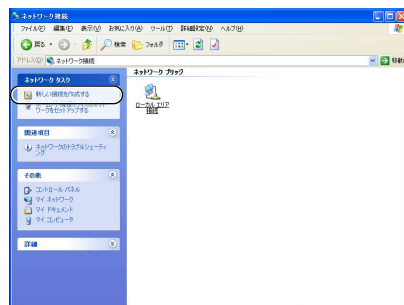 ネットワーク接続
ファイル(F) 編集(E) 表示(V) お気に入り(A) ツール(T) 詳細設定(N) ヘルプ(H)
戻る 検索 フォルダ
アドレス(D) ネットワーク接続 移動
ネットワーク タスク
新しい接続を作成する
ワークをセットアップする
関連項目
ネットワークのトラブルシューティ
ング
その他
コントロール パネル
マイ ネットワーク
マイ ドキュメント
マイ コンピュータ
詳細
ネットワーク ブリッジ
ローカル エリア
接続